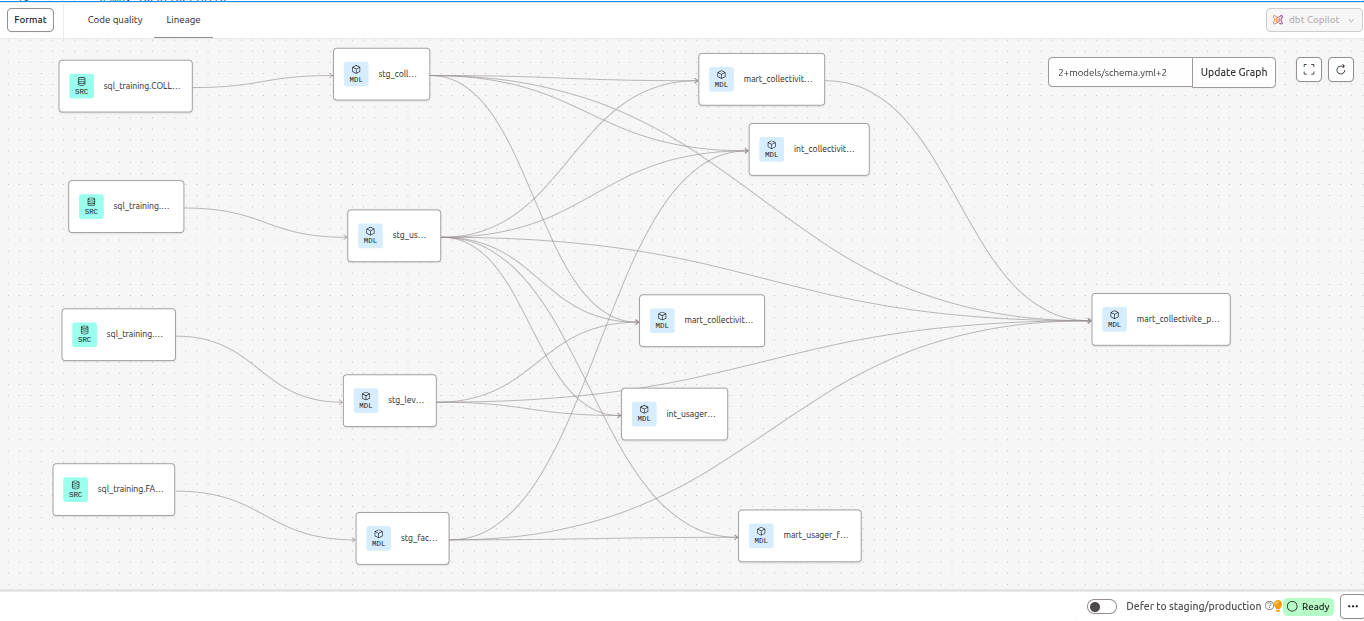 Format
Code quality
Lineage
dbt Copilot
SRC
sql_training.COLL...
MDL
stg_coll...
MDL
mart_collectivit...
2+models/schema.yml+2
Update Graph
MDL
int_collectivit...
SRC
sql_training....
MDL
stg_us...
SRC
sql_training....
MDL
mart_collectivit...
MDL
mart_collectivite_p...
MDL
stg_lev...
MDL
int_usager...
SRC
sql_training.FA...
MDL
stg_fac...
MDL
mart_usager_f...
Defer to staging/production
Ready